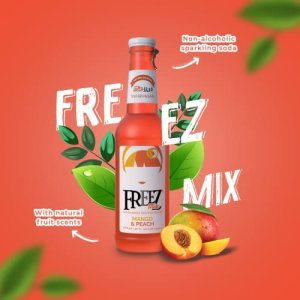 Non-alcoholic
sparkling soda
FRE
EZ
MIX
FREEZ
MANGO
& PEACH
With natural
fruit scents